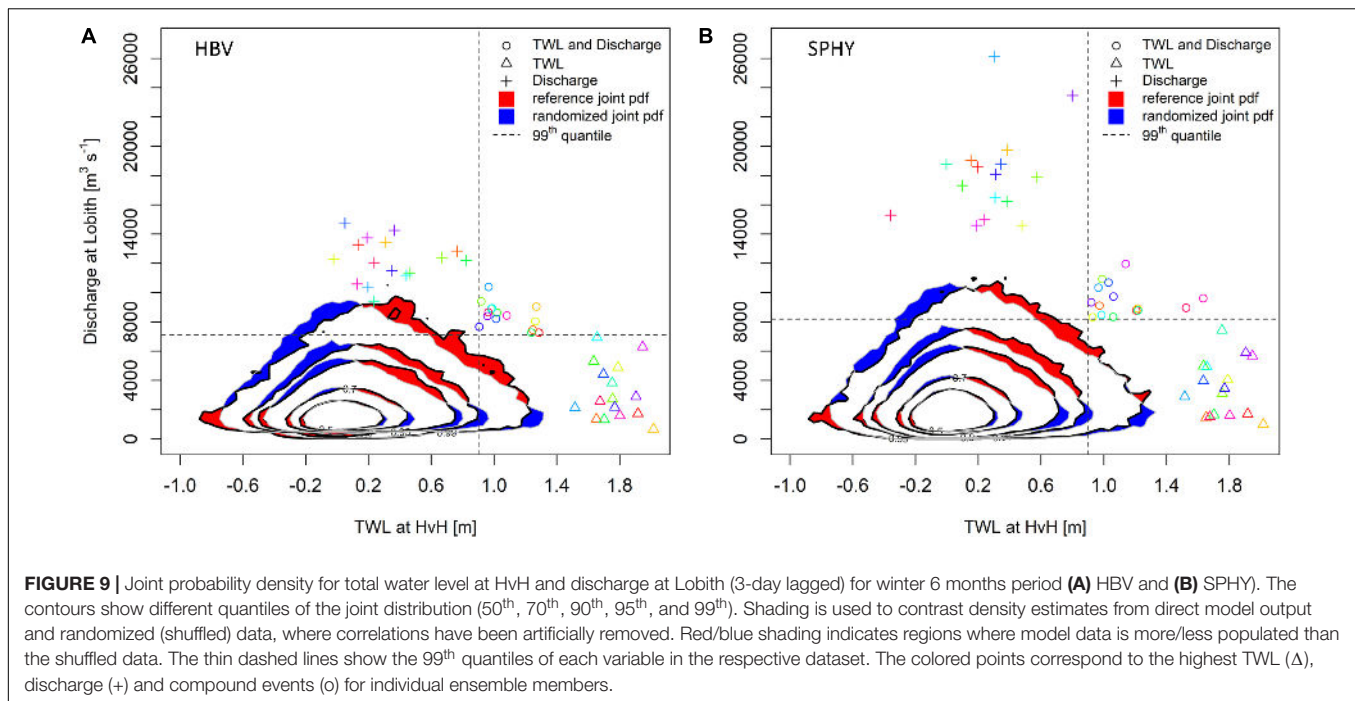 A
HBV
TWL and Discharge
TWL
Discharge
reference joint pdf
randomized joint pdf
99th quantile
Discharge at Lobith [m3 s-1]
0 4000 8000 14000 20000 26000
0.7
0.5
-1.0 -0.6 -0.2 0.2 0.6 1.0 1.4 1.8
TWL at HvH [m]
B
SPHY
TWL and Discharge
TWL
Discharge
reference joint pdf
randomized joint pdf
99th quantile
0 4000 8000 14000 20000 26000
0.7
-1.0 -0.6 -0.2 0.2 0.6 1.0 1.4 1.8
TWL at HvH [m]
FIGURE 9 | Joint probability density for total water level at HvH and discharge at Lobith (3-day lagged) for winter 6 months period (A) HBV and (B) SPHY). The
contours show different quantiles of the joint distribution (50th, 70th, 90th, 95th, and 99th). Shading is used to contrast density estimates from direct model output
and randomized (shuffled) data, where correlations have been artificially removed. Red/blue shading indicates regions where model data is more/less populated than
the shuffled data. The thin dashed lines show the 99th quantiles of each variable in the respective dataset. The colored points correspond to the highest TWL (Δ),
discharge (+) and compound events (o) for individual ensemble members.